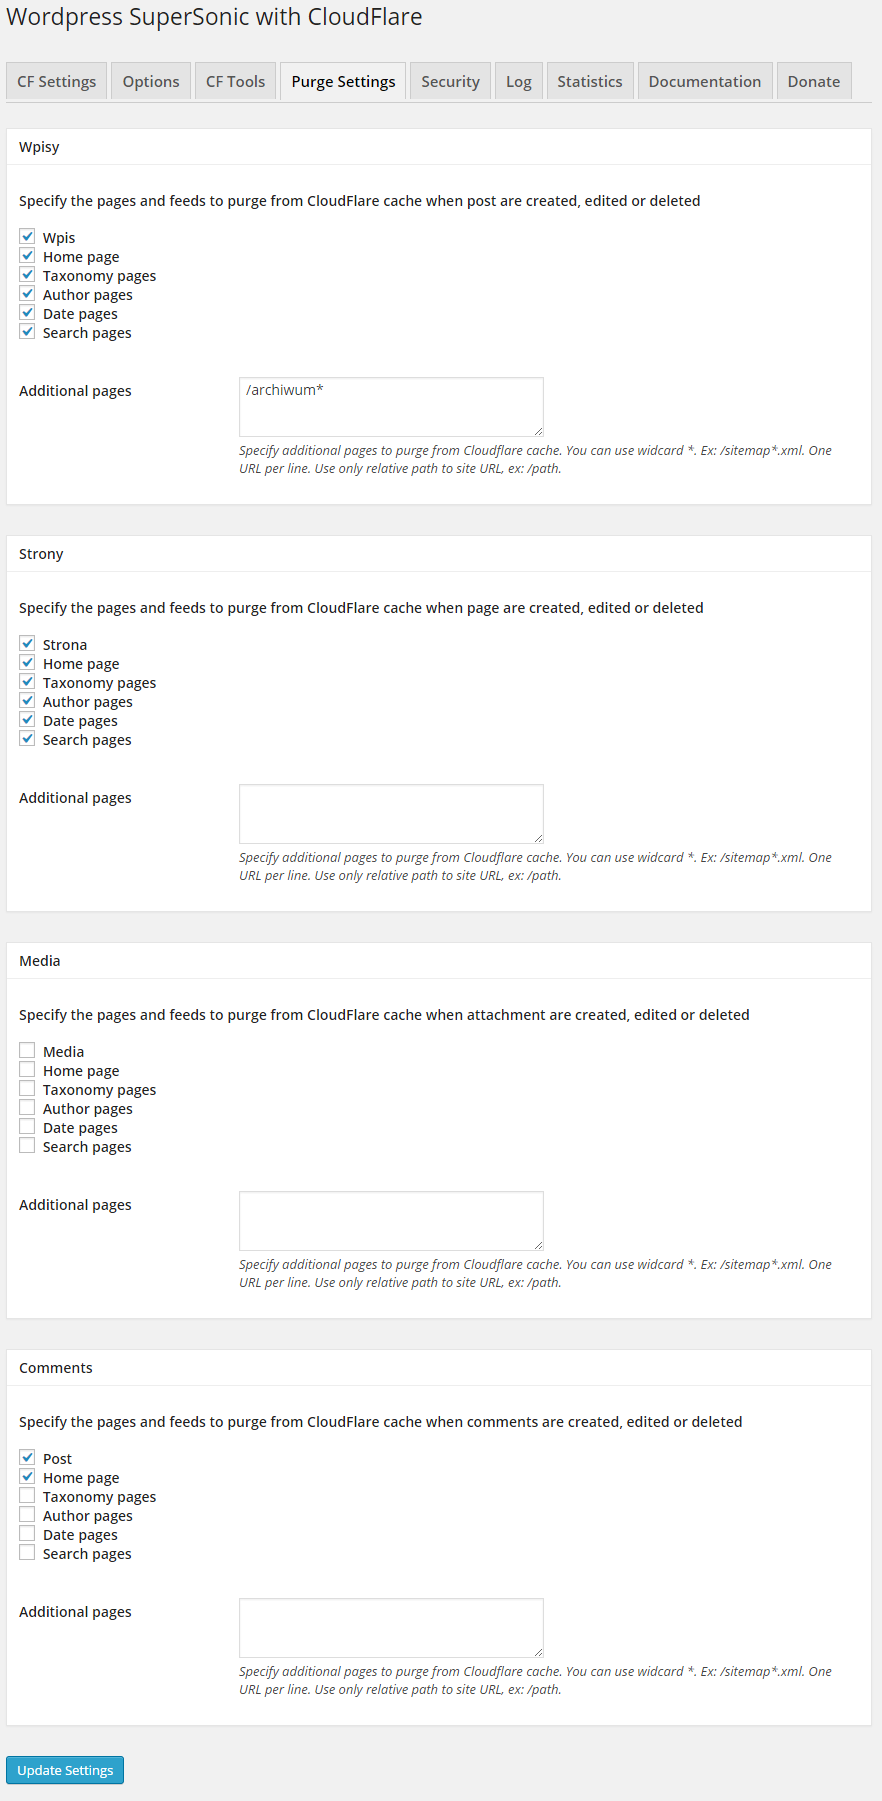 Wordpress SuperSonic with CloudFlare
CF Settings Options CF Tools Purge Settings Security Log Statistics Documentation Donate
Wpisy
Specify the pages and feeds to purge from CloudFlare cache when post are created, edited or deleted
Wpis
Home page
Taxonomy pages
Author pages
Date pages
Search pages
Additional pages
/archiwum*
Specify additional pages to purge from Cloudflare cache. You can use widcard *. Ex: /sitemap*.xml. One
URL per line. Use only relative path to site URL, ex: /path.
Strony
Specify the pages and feeds to purge from CloudFlare cache when page are created, edited or deleted
Strona
Home page
Taxonomy pages
Author pages
Date pages
Search pages
Additional pages
Specify additional pages to purge from Cloudflare cache. You can use widcard *. Ex: /sitemap*.xml. One
URL per line. Use only relative path to site URL, ex: /path.
Media
Specify the pages and feeds to purge from CloudFlare cache when attachment are created, edited or deleted
Media
Home page
Taxonomy pages
Author pages
Date pages
Search pages
Additional pages
Specify additional pages to purge from Cloudflare cache. You can use widcard *. Ex: /sitemap*.xml. One
URL per line. Use only relative path to site URL, ex: /path.
Comments
Specify the pages and feeds to purge from CloudFlare cache when comments are created, edited or deleted
Post
Home page
Taxonomy pages
Author pages
Date pages
Search pages
Additional pages
Specify additional pages to purge from Cloudflare cache. You can use widcard *. Ex: /sitemap*.xml. One
URL per line. Use only relative path to site URL, ex: /path.
Update Settings